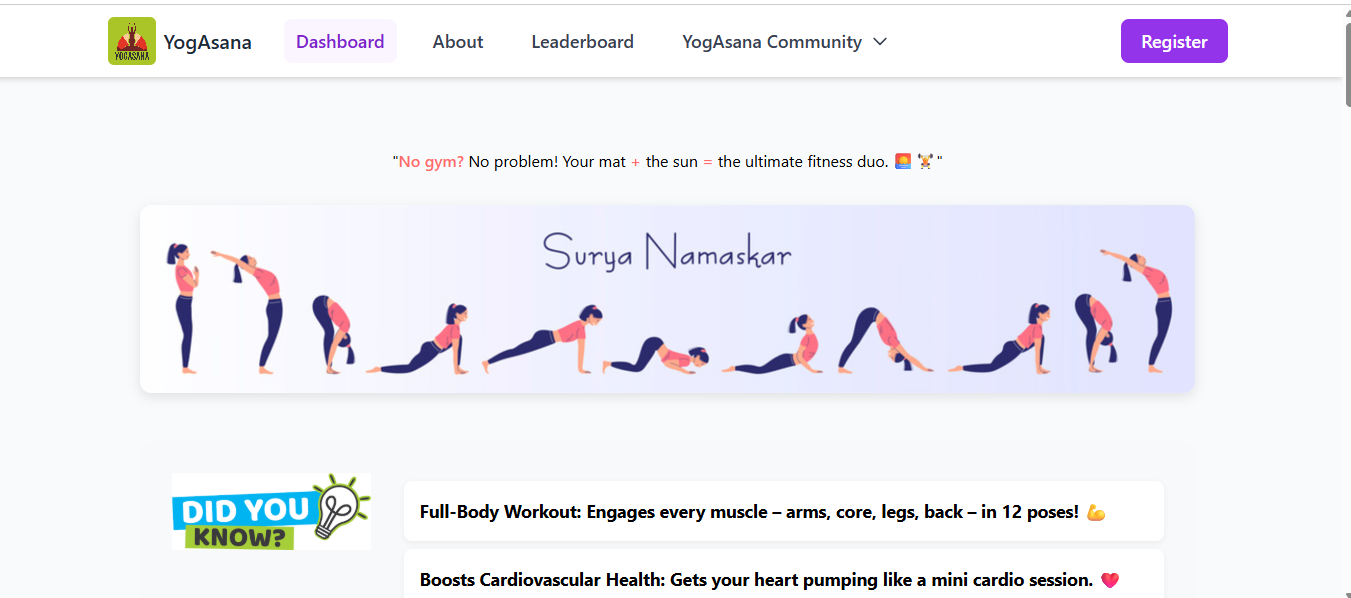 YOGASANA
YogAsana Dashboard About Leaderboard YogAsana Community Register
"No gym? No problem! Your mat + the sun = the ultimate fitness duo. 🌅 🏋️"
Surya Namaskar
DID YOU
KNOW?
Full-Body Workout: Engages every muscle – arms, core, legs, back – in 12 poses! 💪
Boosts Cardiovascular Health: Gets your heart pumping like a mini cardio session. ❤️